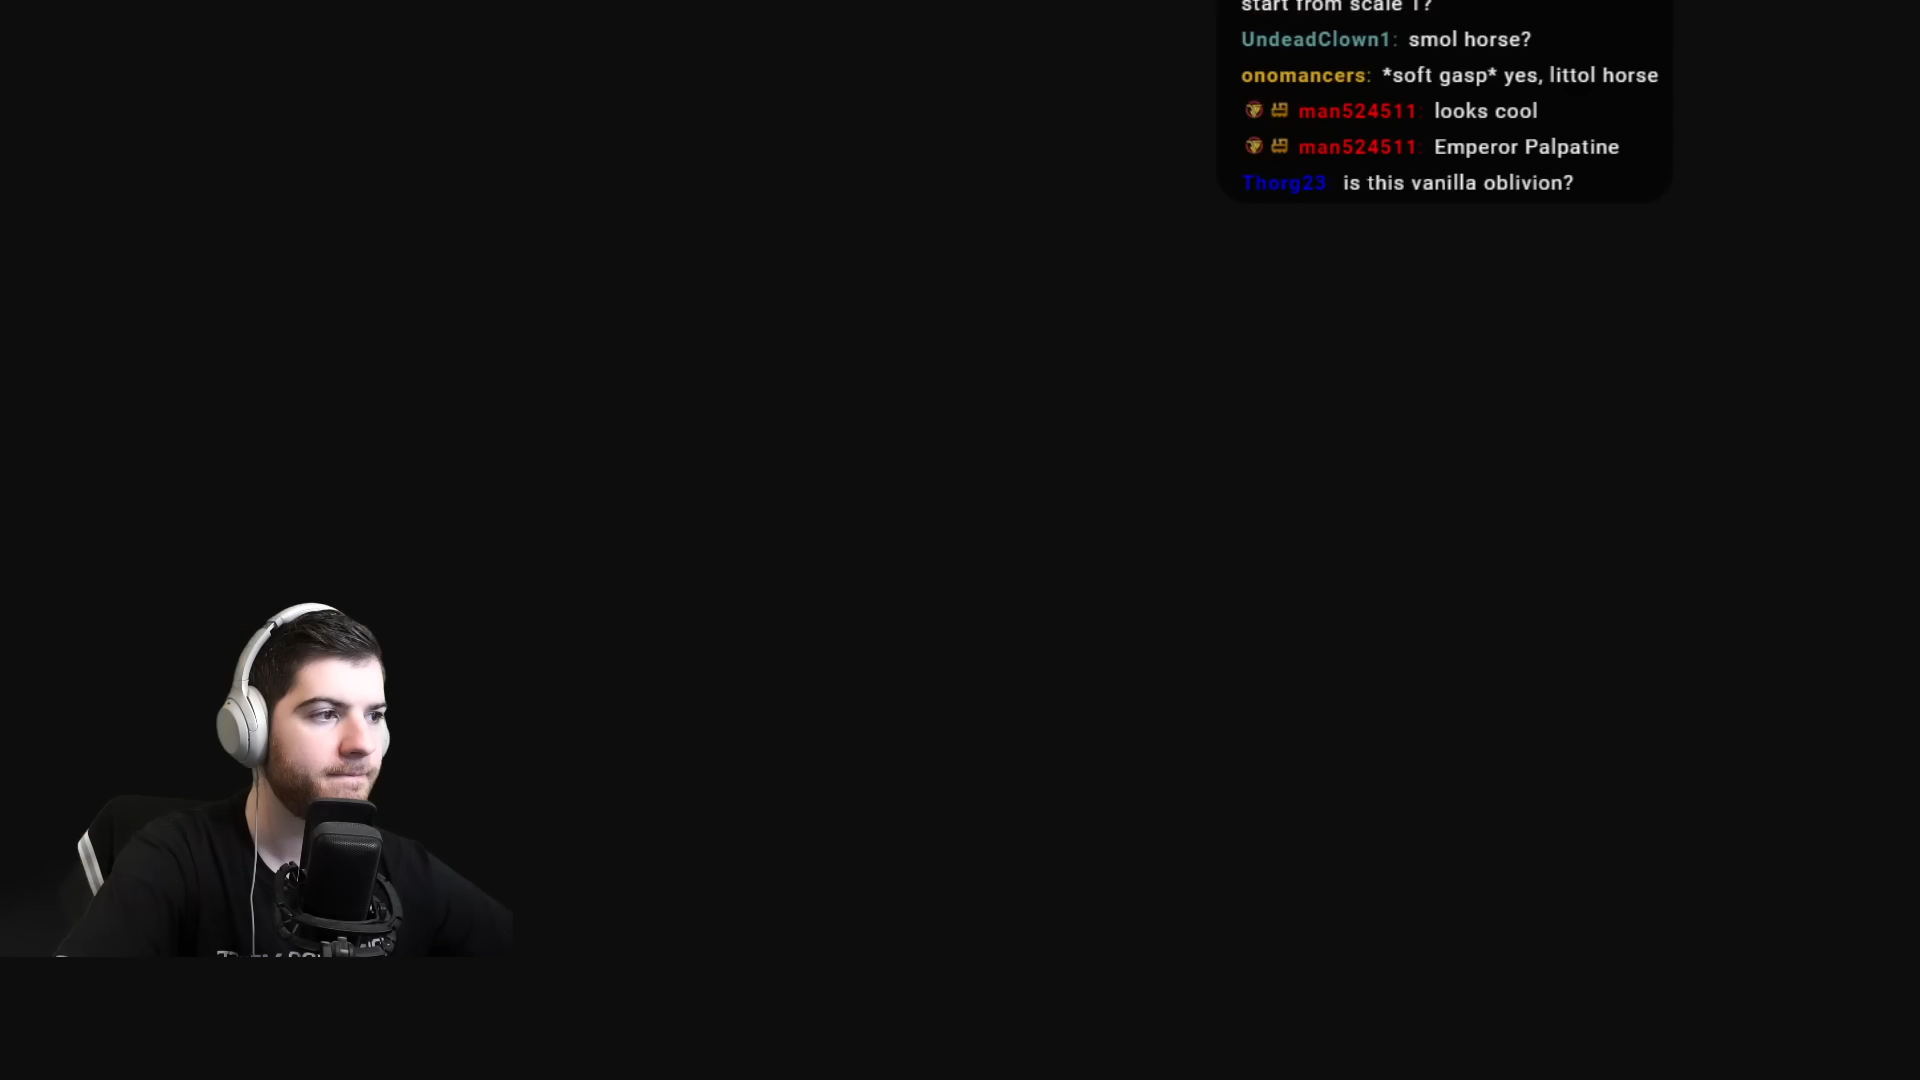 start from scale 1?
UndeadClown1: smol horse?
onomancers: *soft gasp* yes, littol horse
man524511: looks cool
man524511: Emperor Palpatine
Thorg23 is this vanilla oblivion?